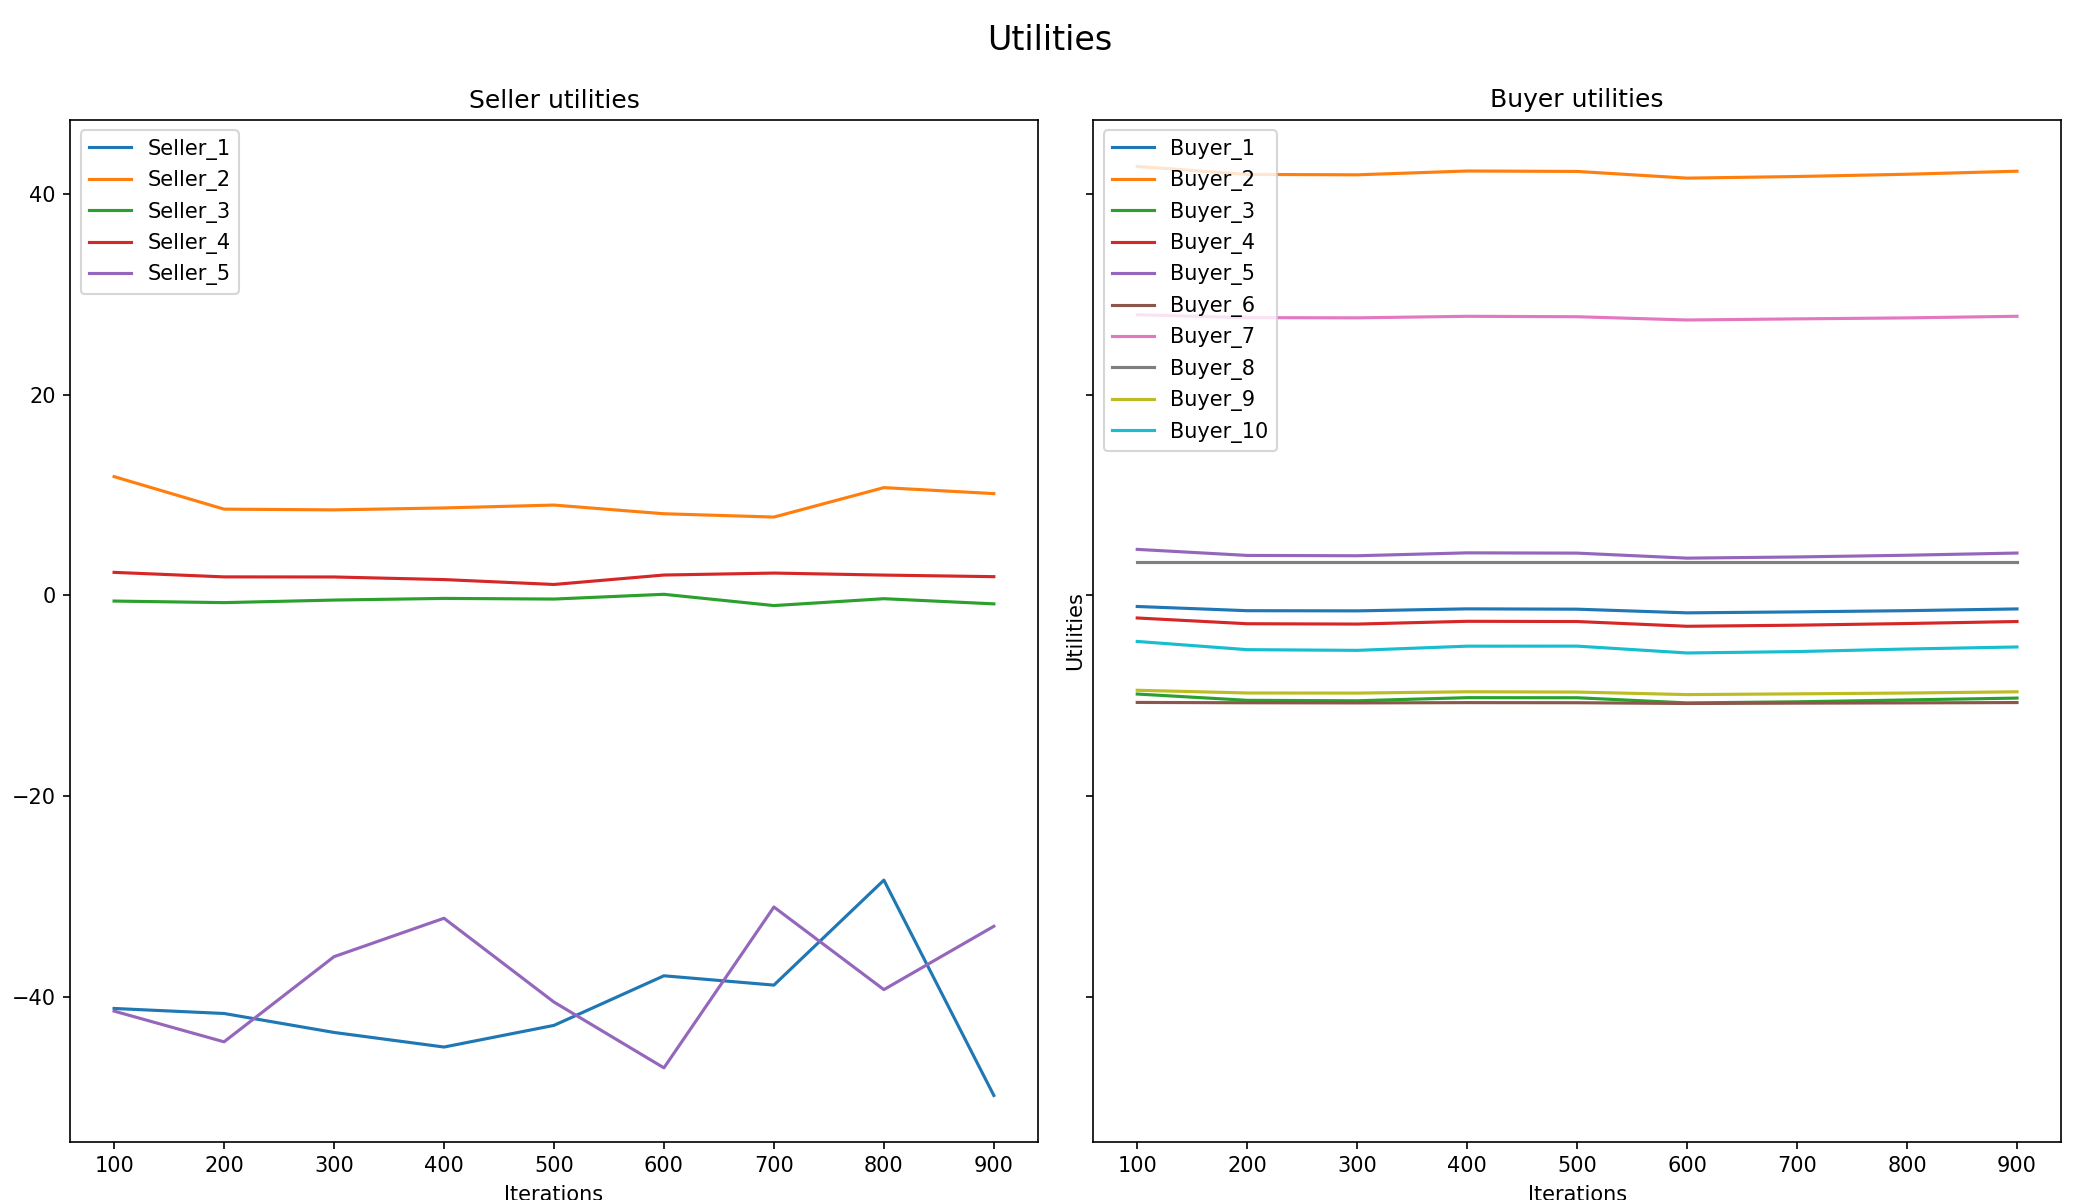 Utilities
Seller utilities
Seller_1
Seller_2
Seller_3
Seller_4
Seller_5
40
20
0
−20
−40
100 200 300 400 500 600 700 800 900
Iterations
Buyer utilities
Buyer_1
Buyer_2
Buyer_3
Buyer_4
Buyer_5
Buyer_6
Buyer_7
Buyer_8
Buyer_9
Buyer_10
Utilities
100 200 300 400 500 600 700 800 900
Iterations